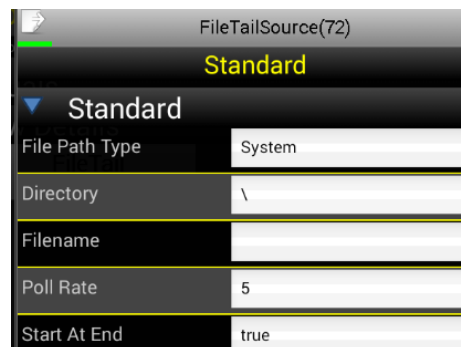 FileTailSource(72)
Standard
Standard
File Path Type System
Directory \
Filename
Poll Rate 5
Start At End true